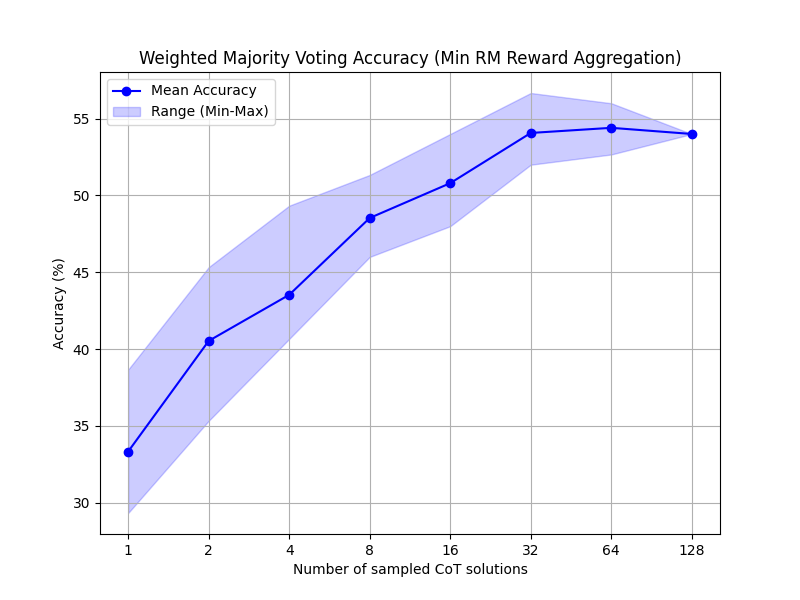 Weighted Majority Voting Accuracy (Min RM Reward Aggregation)
Mean Accuracy
Range (Min-Max)
Accuracy (%)
55
50
45
40
35
30
1 2 4 8 16 32 64 128
Number of sampled CoT solutions